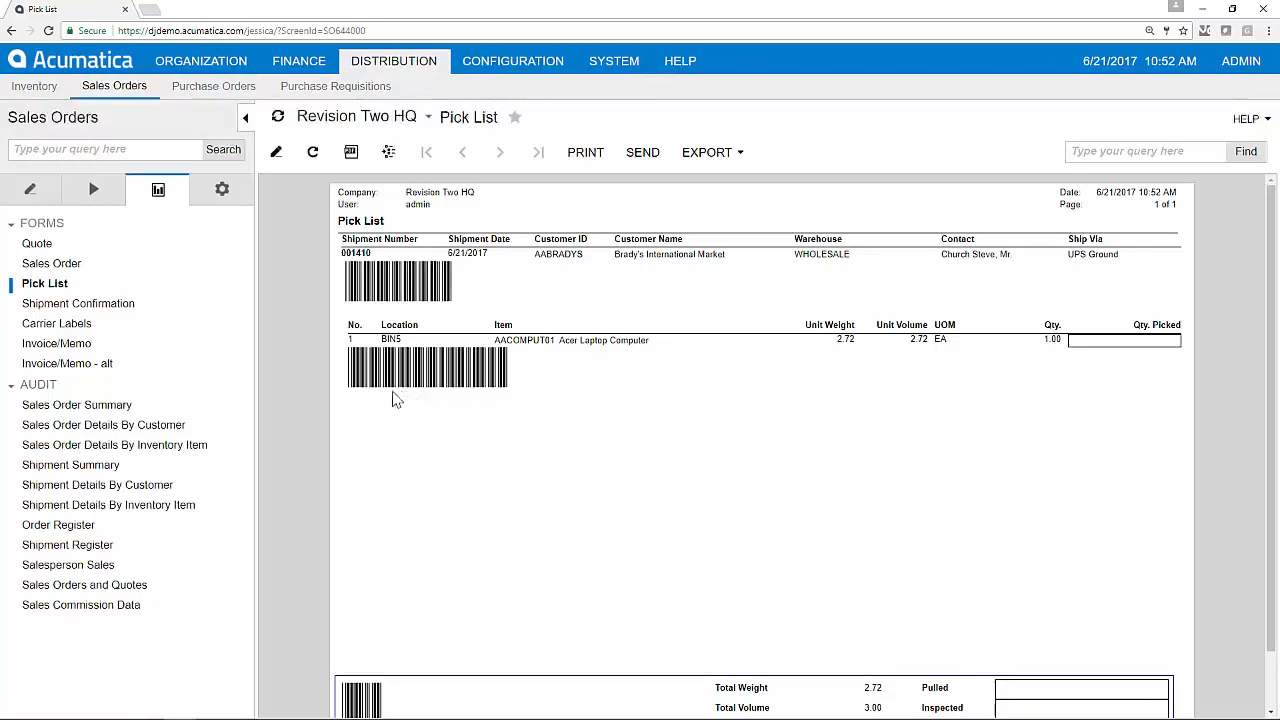 Pick List
Secure https://djdemo.acumatica.com/jessica/?ScreenId=SO644000
Acumatica ORGANIZATION FINANCE DISTRIBUTION CONFIGURATION SYSTEM HELP 6/21/2017 10:52 AM ADMIN
Inventory Sales Orders Purchase Orders Purchase Requisitions
Sales Orders
Revision Two HQ Pick List
HELP
Type your query here Search
PRINT SEND EXPORT
Type your query here Find
FORMS
Quote
Sales Order
Pick List
Shipment Confirmation
Carrier Labels
Invoice/Memo
Invoice/Memo - alt
AUDIT
Sales Order Summary
Sales Order Details By Customer
Sales Order Details By Inventory Item
Shipment Summary
Shipment Details By Customer
Shipment Details By Inventory Item
Order Register
Shipment Register
Salesperson Sales
Sales Orders and Quotes
Sales Commission Data
Company: Revision Two HQ Date: 6/21/2017 10:52 AM
User: admin Page: 1 of 1
Pick List
Shipment Number Shipment Date Customer ID Customer Name Warehouse Contact Ship Via
001410 6/21/2017 AABRADYS Brady's International Market WHOLESALE Church Steve, Mr. UPS Ground
No. Location Item Unit Weight Unit Volume UOM Qty. Qty. Picked
1 BIN5 AACOMPUT01 Acer Laptop Computer 2.72 2.72 EA 1.00
Total Weight 2.72 Pulled
Total Volume 3.00 Inspected